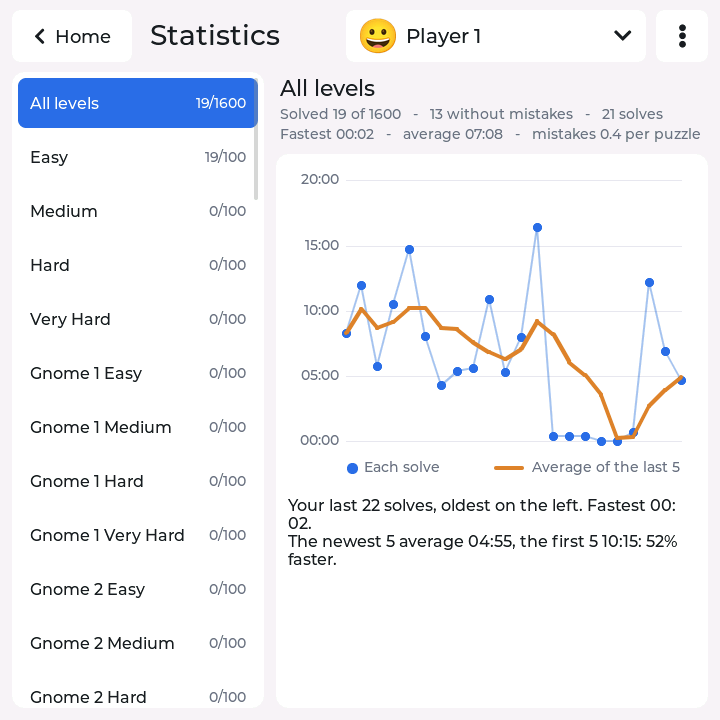 Home
Statistics
Player 1
All levels 19/1600
Easy 19/100
Medium 0/100
Hard 0/100
Very Hard 0/100
Gnome 1 Easy 0/100
Gnome 1 Medium 0/100
Gnome 1 Hard 0/100
Gnome 1 Very Hard 0/100
Gnome 2 Easy 0/100
Gnome 2 Medium 0/100
Gnome 2 Hard 0/100
All levels
Solved 19 of 1600 - 13 without mistakes - 21 solves
Fastest 00:02 - average 07:08 - mistakes 0.4 per puzzle
20:00
15:00
10:00
05:00
00:00
Each solve
Average of the last 5
Your last 22 solves, oldest on the left. Fastest 00:
02.
The newest 5 average 04:55, the first 5 10:15: 52%
faster.